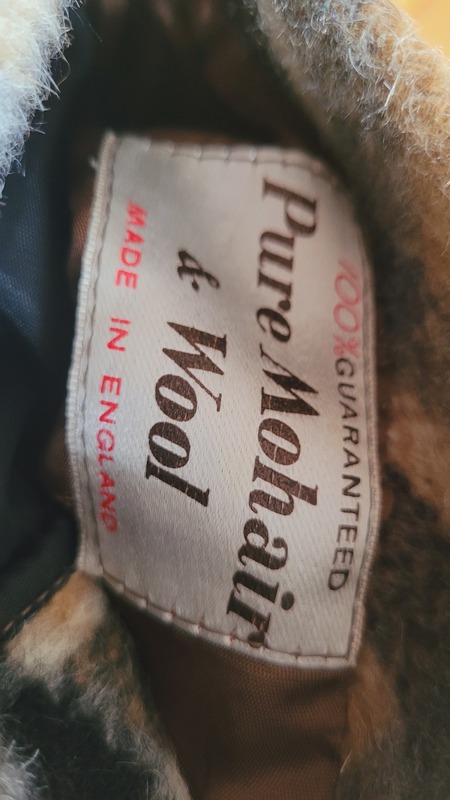 100% GUARANTEED
Pure Mohair
& Wool
MADE IN ENGLAND